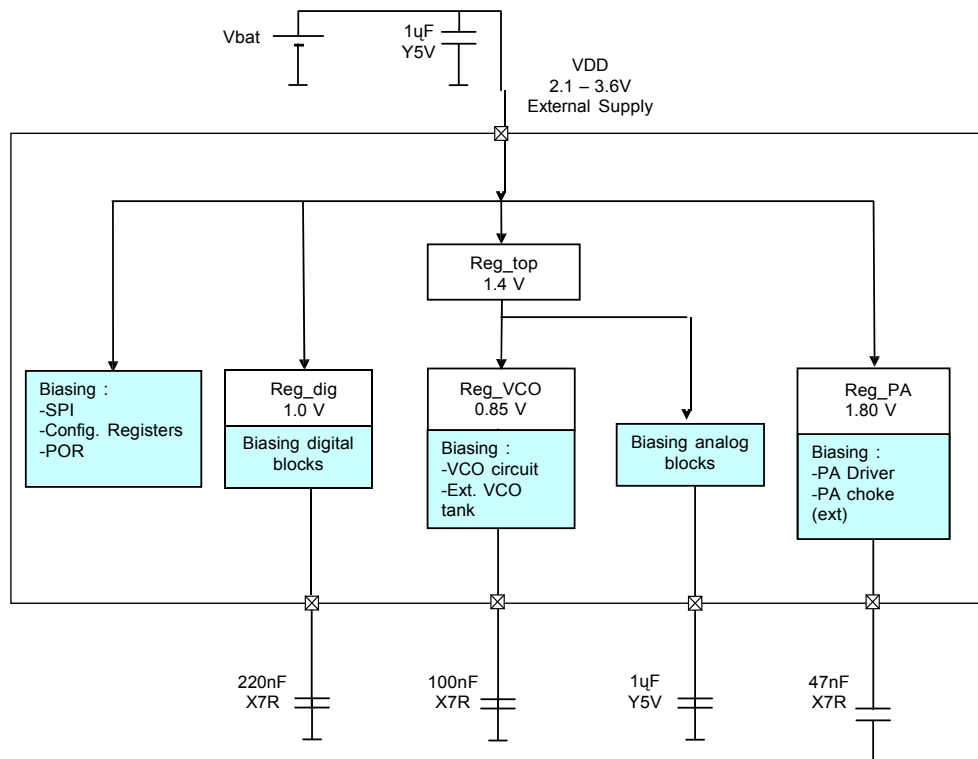 Vbat
1ɥF
Y5V
VDD
2.1 – 3.6V
External Supply
Reg_top
1.4 V
Biasing :
-SPI
-Config. Registers
-POR
Reg_dig
1.0 V
Biasing digital
blocks
Reg_VCO
0.85 V
Biasing :
-VCO circuit
-Ext. VCO
tank
Biasing analog
blocks
Reg_PA
1.80 V
Biasing :
-PA Driver
-PA choke
(ext)
220nF
X7R
100nF
X7R
1ɥF
Y5V
47nF
X7R